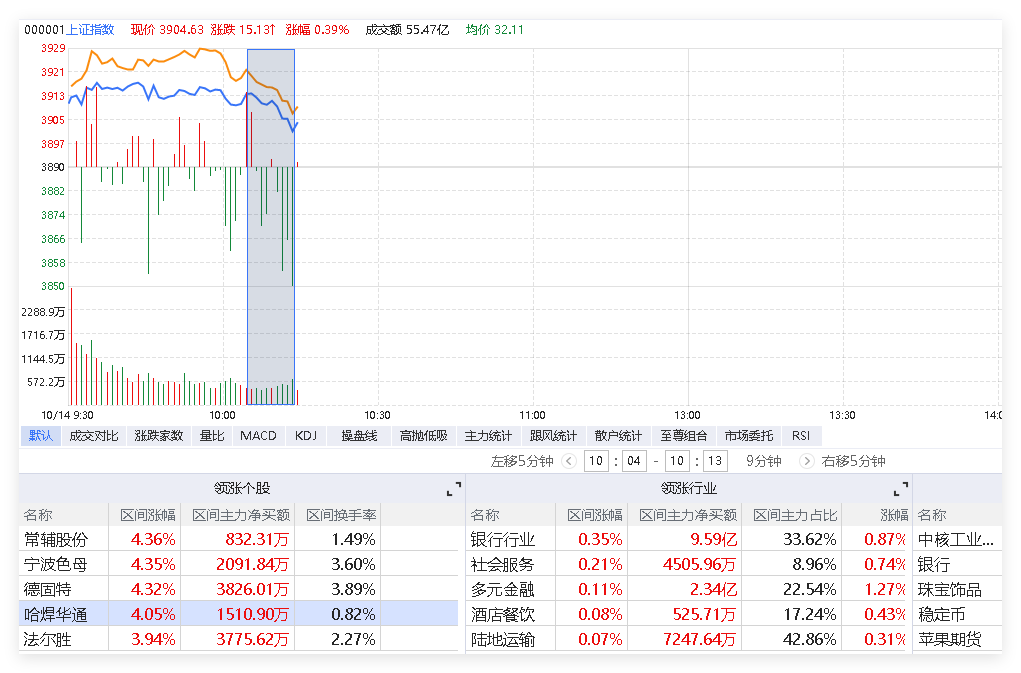 000001上证指数 现价 3904.63 涨跌 15.13↑ 涨幅 0.39% 成交额 55.47亿 均价 32.11
3929
3921
3913
3905
3897
3890
3882
3874
3866
3858
3850
2288.9万
1716.7万
1144.5万
572.2万
10/14 9:30 10:00 10:30 11:00 13:00 13:30 14:0
默认 成交对比 涨跌家数 量比 MACD KDJ 操盘线 高抛低吸 主力统计 跟风统计 散户统计 至尊组合 市场委托 RSI
左移5分钟 10 : 04 - 10 : 13 9分钟 右移5分钟
领涨个股 领涨行业
名称 区间涨幅 区间主力净买额 区间换手率 名称 区间涨幅 区间主力净买额 区间主力占比 涨幅 名称
常辅股份 4.36% 832.31万 1.49% 银行行业 0.35% 9.59亿 33.62% 0.87% 中核工业...
宁波色母 4.35% 2091.84万 3.60% 社会服务 0.21% 4505.96万 8.96% 0.74% 银行
德固特 4.32% 3826.01万 3.89% 多元金融 0.11% 2.34亿 22.54% 1.27% 珠宝饰品
哈焊华通 4.05% 1510.90万 0.82% 酒店餐饮 0.08% 525.71万 17.24% 0.43% 稳定币
法尔胜 3.94% 3775.62万 2.27% 陆地运输 0.07% 7247.64万 42.86% 0.31% 苹果期货